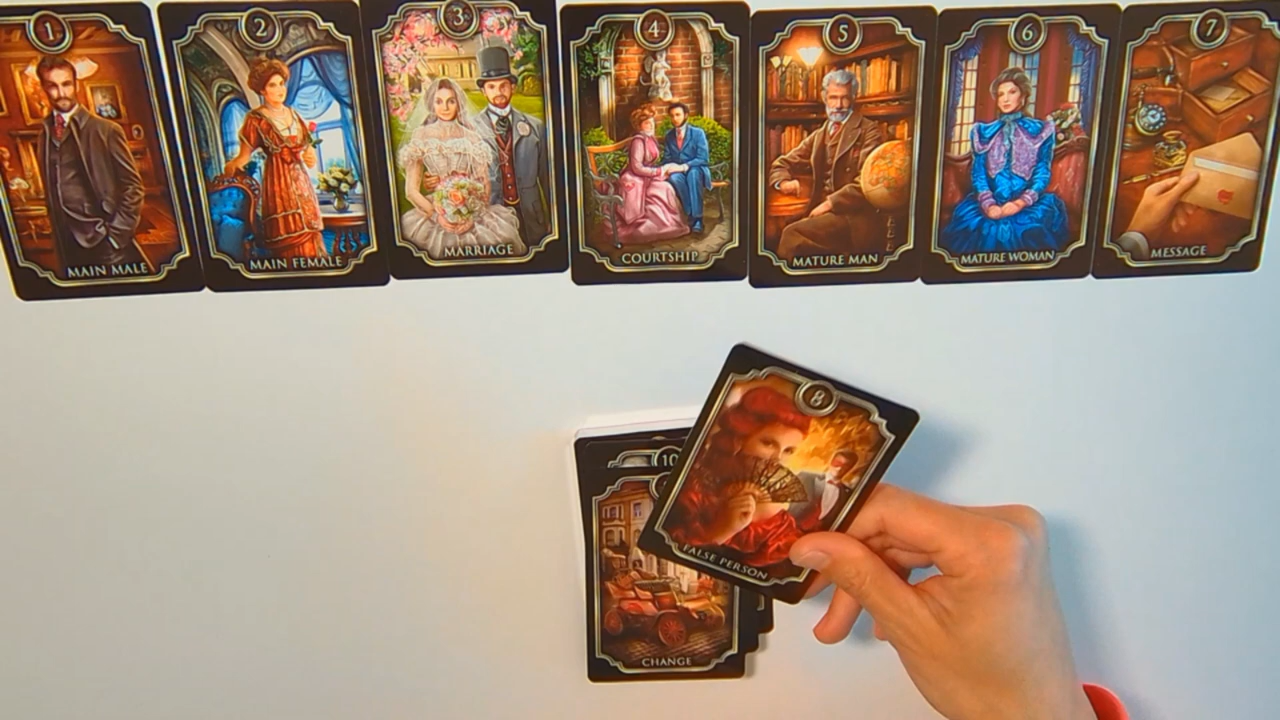 1
MAIN MALE
2
MAIN FEMALE
3
MARRIAGE
4
COURTSHIP
5
MATURE MAN
6
MATURE WOMAN
7
MESSAGE
8
FALSE PERSON
10
CHANGE